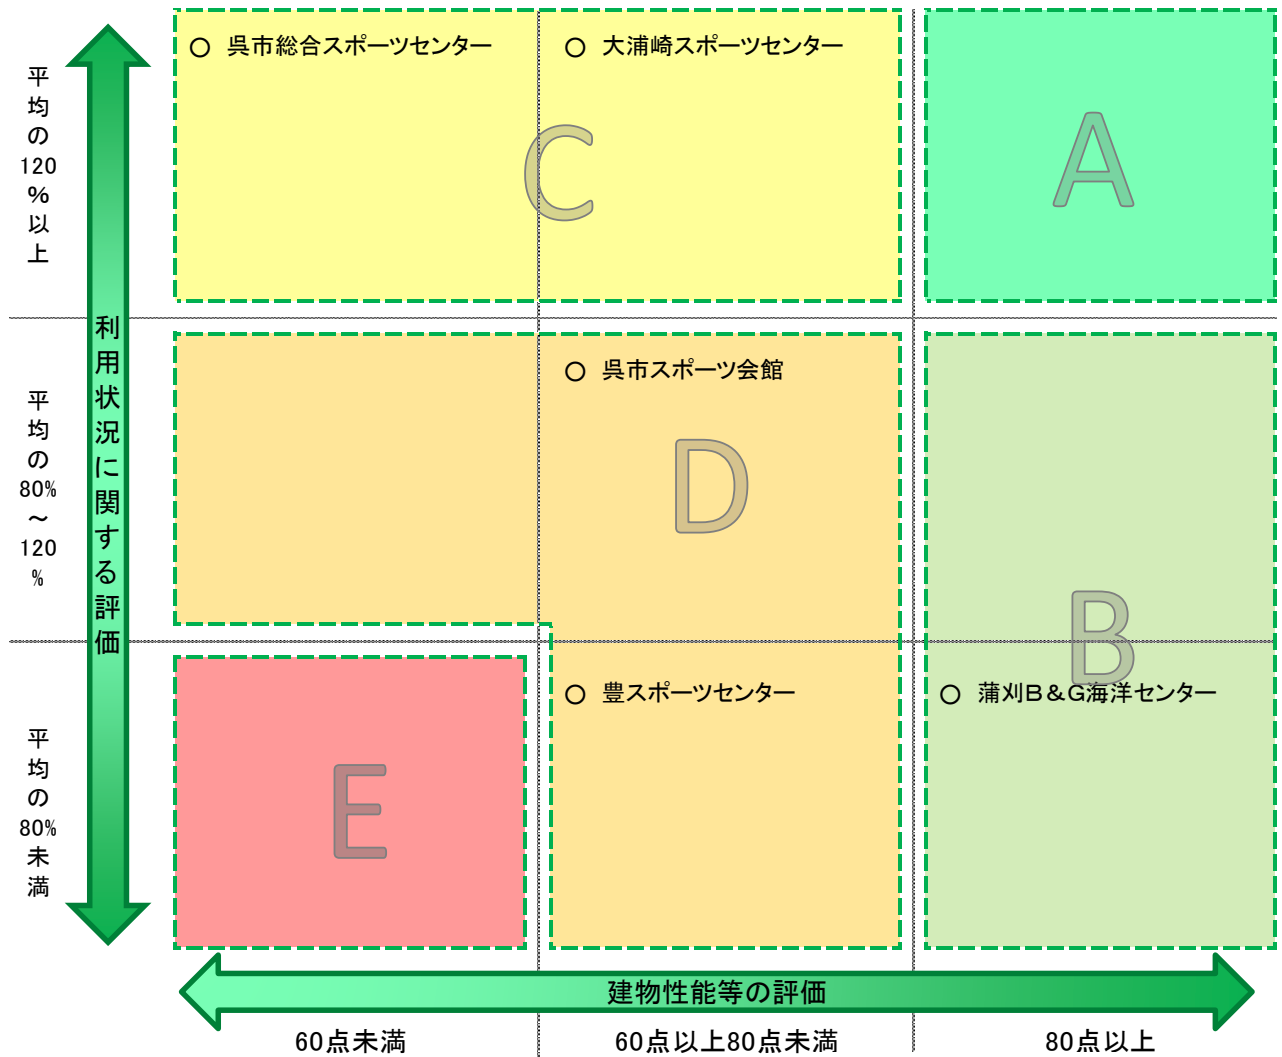 ○ 呉市総合スポーツセンター
○ 大浦崎スポーツセンター
C
A
平均の120%以上
利用状況に関する評価
○ 呉市スポーツ会館
D
平均の80%~120%
B
○ 豊スポーツセンター
○ 蒲刈B&G海洋センター
E
平均の80%未満
建物性能等の評価
60点未満
60点以上80点未満
80点以上